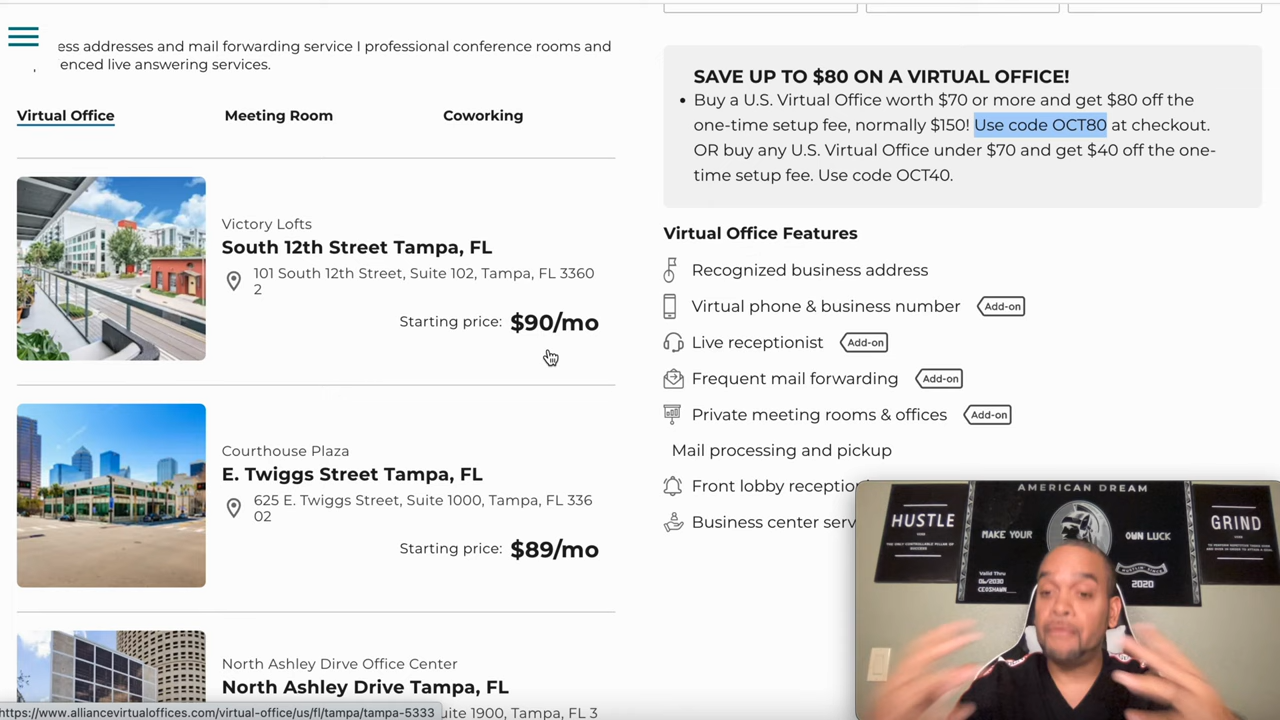 ess addresses and mail forwarding service I professional conference rooms and
enced live answering services.
Virtual Office
Meeting Room
Coworking
Victory Lofts
South 12th Street Tampa, FL
101 South 12th Street, Suite 102, Tampa, FL 3360
2
Starting price: $90/mo
Courthouse Plaza
E. Twiggs Street Tampa, FL
625 E. Twiggs Street, Suite 1000, Tampa, FL 336
02
Starting price: $89/mo
North Ashley Dirve Office Center
North Ashley Drive Tampa, FL
uite 1900, Tampa, FL 3
https://www.alliancevirtualoffices.com/virtual-office/us/fl/tampa/tampa-5333
SAVE UP TO $80 ON A VIRTUAL OFFICE!
• Buy a U.S. Virtual Office worth $70 or more and get $80 off the
one-time setup fee, normally $150! Use code OCT80 at checkout.
OR buy any U.S. Virtual Office under $70 and get $40 off the one-
time setup fee. Use code OCT40.
Virtual Office Features
Recognized business address
Virtual phone & business number Add-on
Live receptionist Add-on
Frequent mail forwarding Add-on
Private meeting rooms & offices Add-on
Mail processing and pickup
Front lobby receptio
Business center serv
AMERICAN DREAM
HUSTLE
MAKE YOUR
OWN LUCK
GRIND
Valid Thru
04/2030
CEOSHAWN
HUSTLIN' SINCE
2020